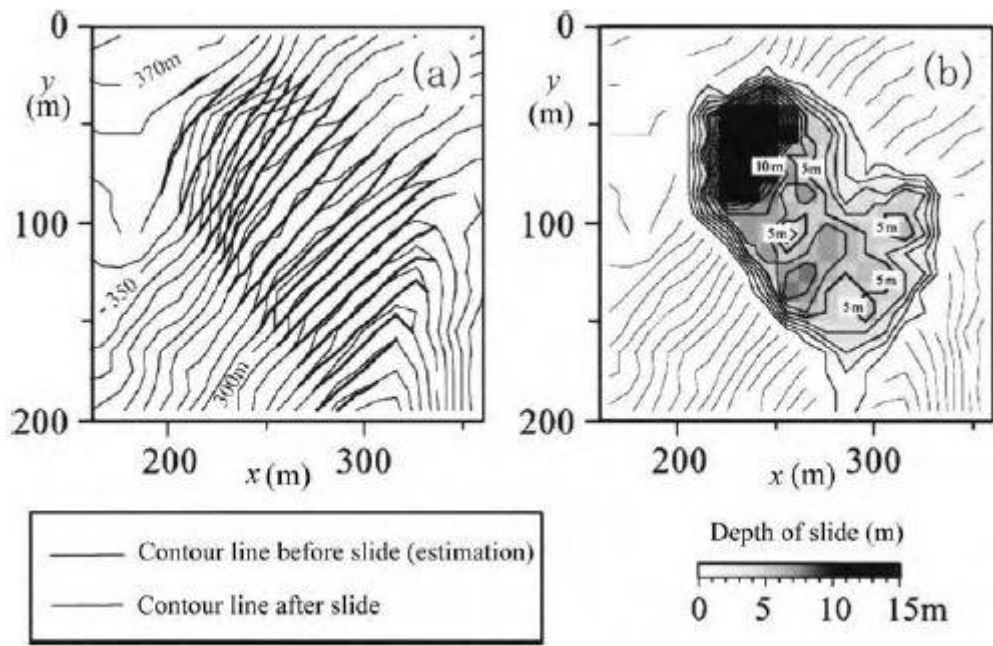 0
100
200
y
(m)
370m
350
300m
(a)
200
300
x (m)
0
100
200
y
(m)
(b)
10m
5m
5m
5m
5m
5m
200
300
x (m)
Contour line before slide (estimation)
Contour line after slide
Depth of slide (m)
0 5 10 15m